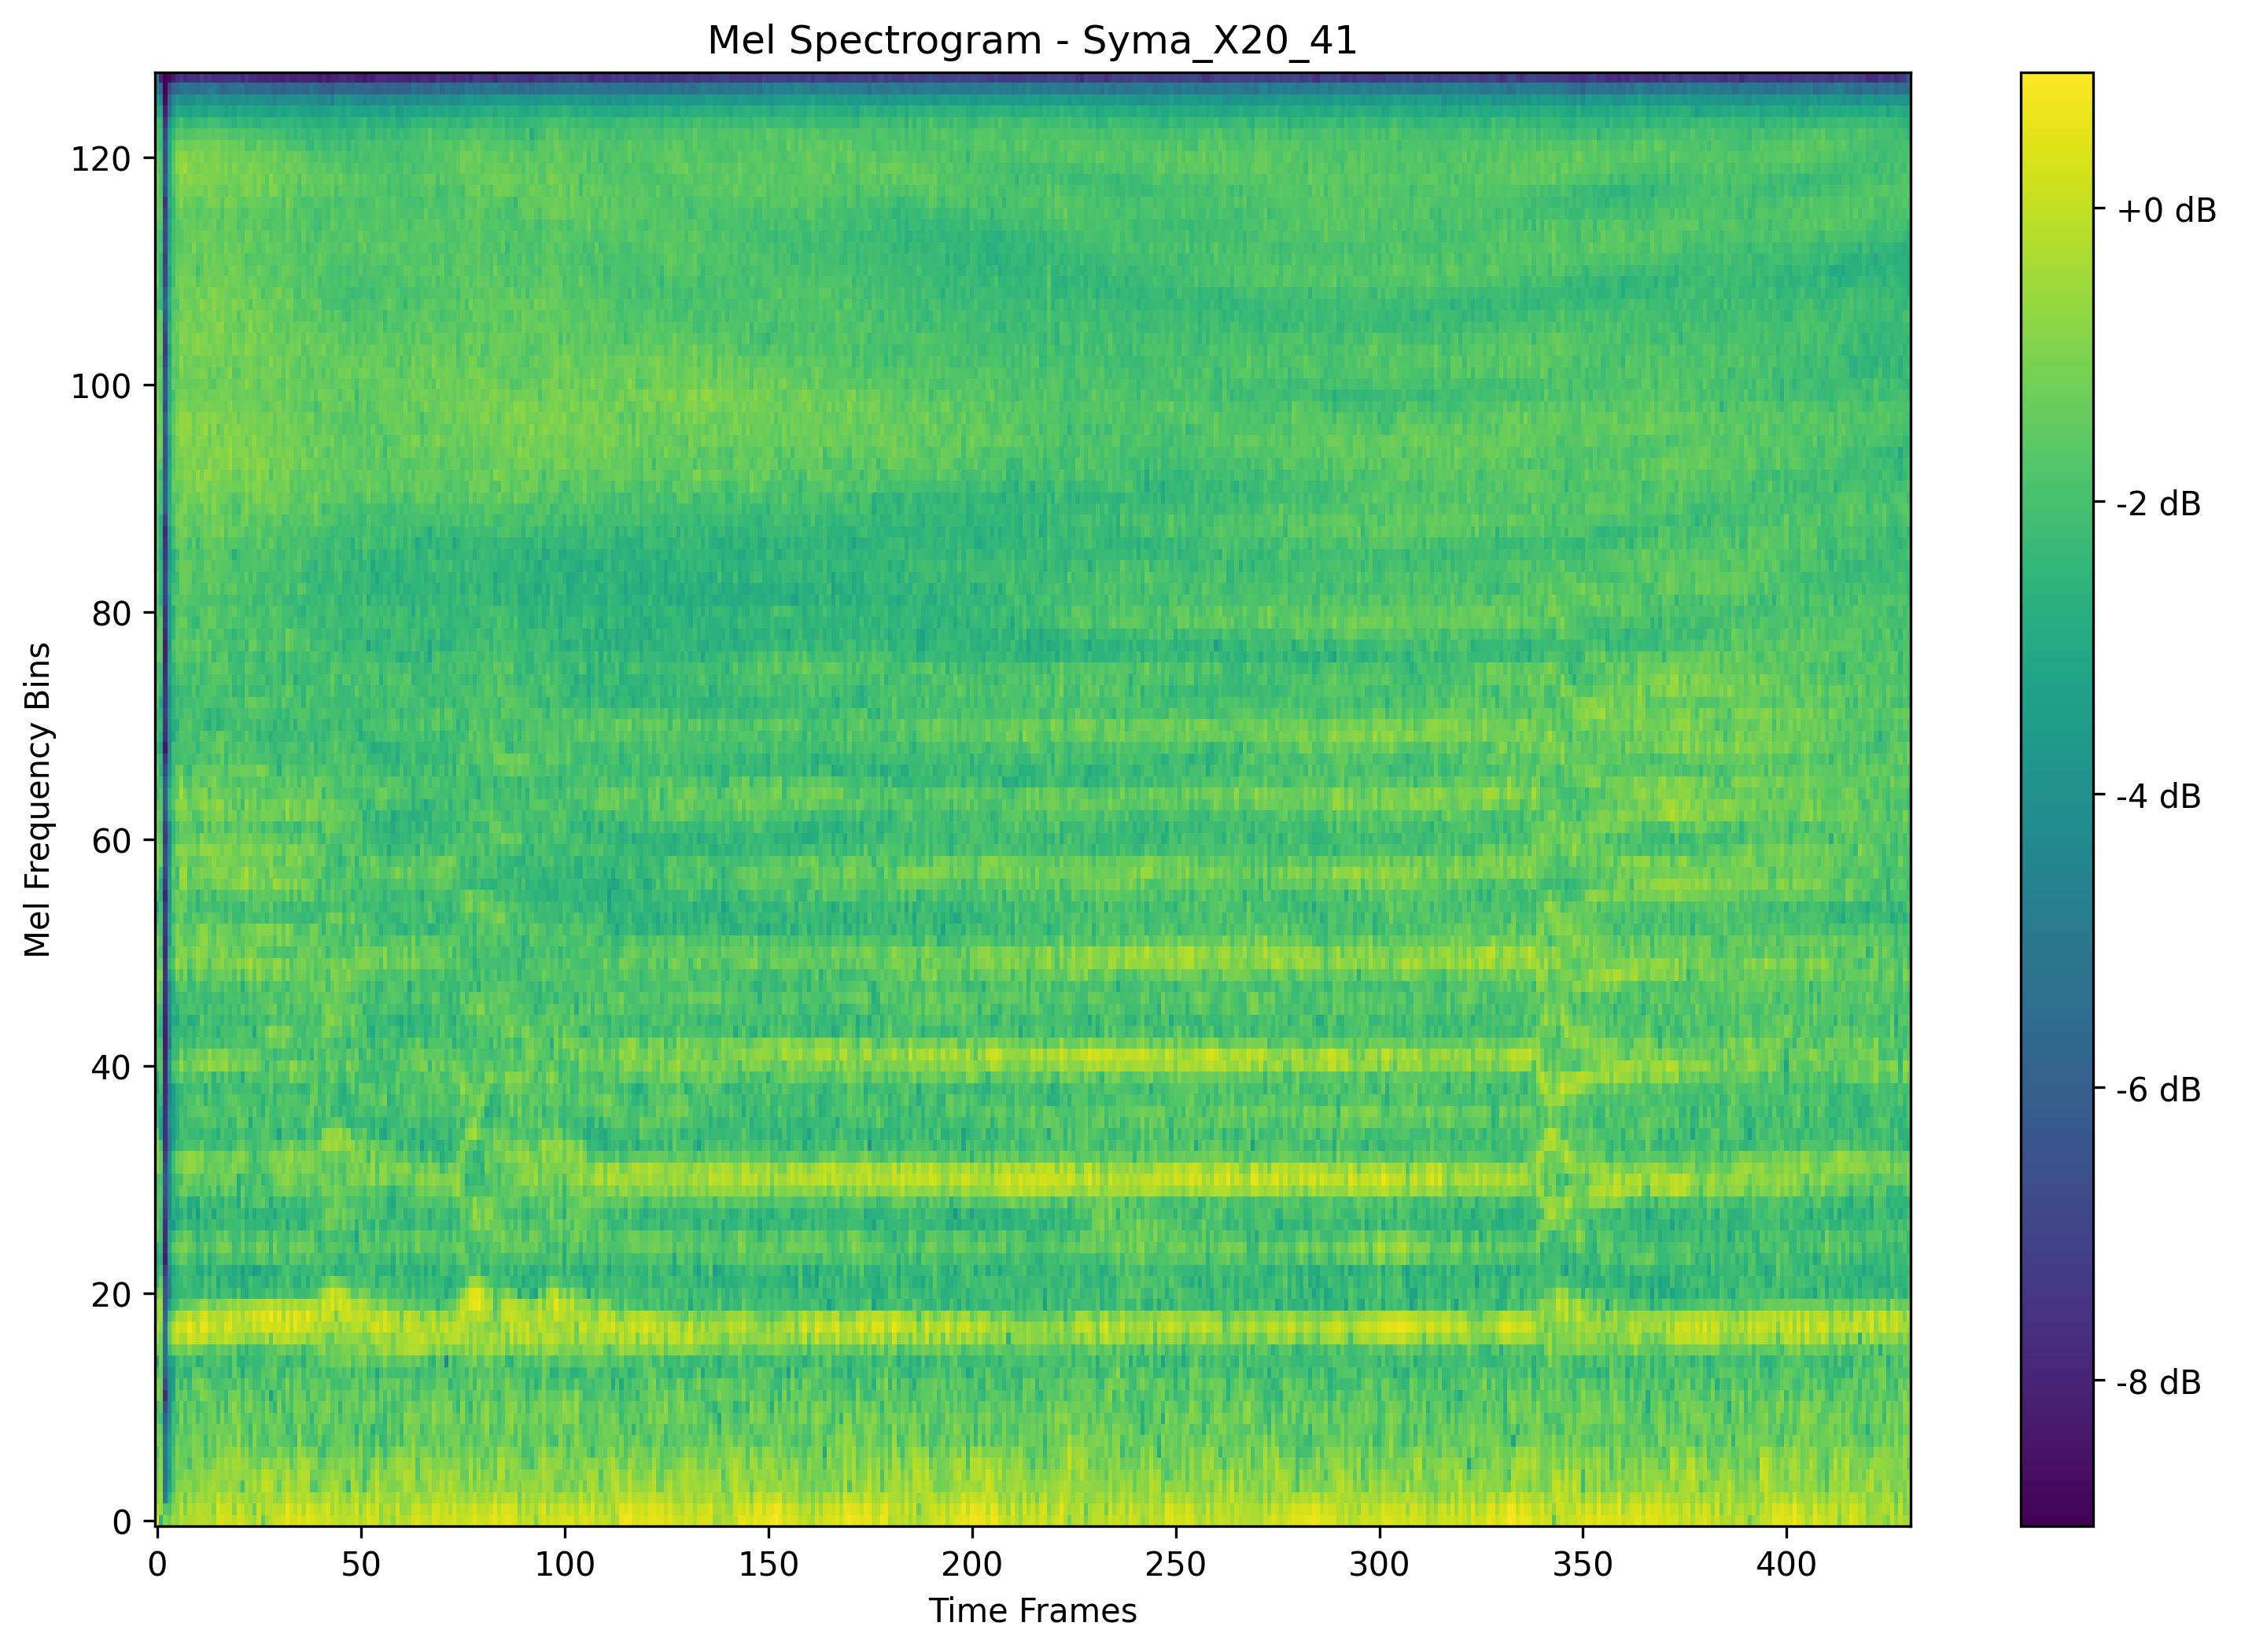 Mel Spectrogram - Syma_X20_41
Mel Frequency Bins
120
100
80
60
40
20
0
0 50 100 150 200 250 300 350 400
Time Frames
+0 dB
-2 dB
-4 dB
-6 dB
-8 dB